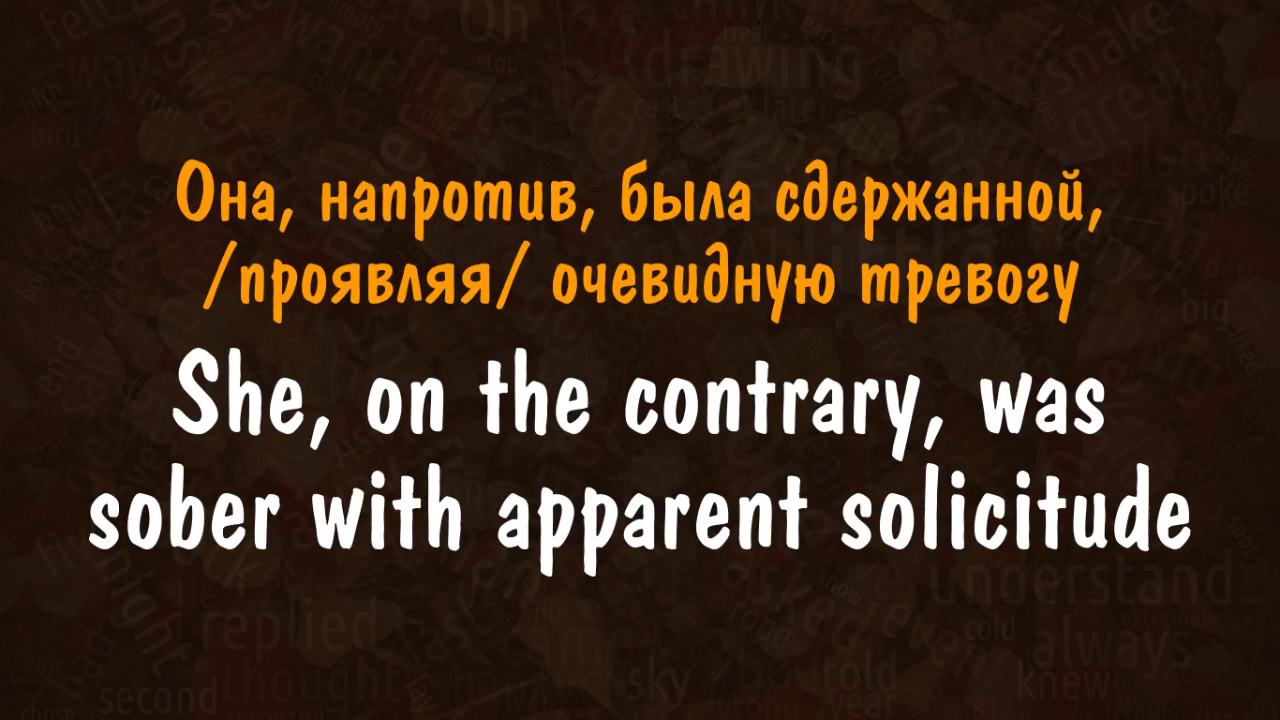 Она, напротив, была сдержанной,
/проявляя/ очевидную тревогу
She, on the contrary, was
sober with apparent solicitude